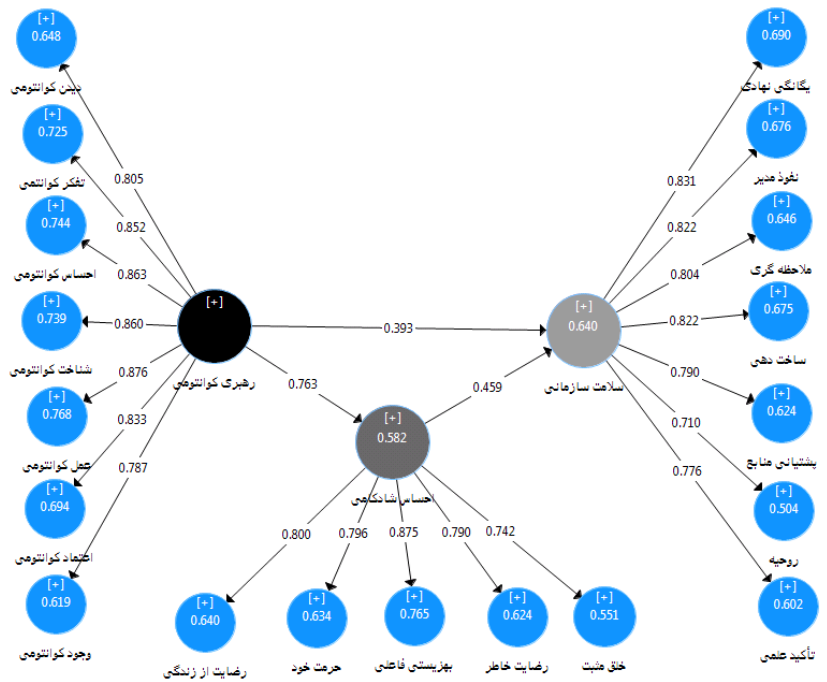 [+]
0.648
دیدن کوانتومی
[+]
0.725
تفکر کوانتمی
[+]
0.744
احساس کوانتومی
[+]
0.739
شناخت کوانتومی
[+]
0.768
عمل کوانتومی
[+]
0.694
اعتماد کوانتومی
[+]
0.619
وجود کوانتومی
0.805
0.852
0.863
0.860
0.876
0.833
0.787
[+]
رهبری کوانتومی
0.393
0.763
0.459
[+]
0.582
احساس شادکامی
0.800
0.796
0.875
0.790
0.742
[+]
0.640
رضایت از زندگی
[+]
0.634
حرمت خود
[+]
0.765
بهزیستی فاعلی
[+]
0.624
رضایت خاطر
[+]
0.551
خلق مثبت
[+]
0.640
سلامت سازمانی
0.831
0.822
0.804
0.822
0.790
0.710
0.776
[+]
0.690
یگانگی نهادی
[+]
0.676
نفوذ مدیر
[+]
0.646
ملاحظه گری
[+]
0.675
ساخت دهی
[+]
0.624
پشتیبانی منابع
[+]
0.504
روحیه
[+]
0.602
تأکید علمی